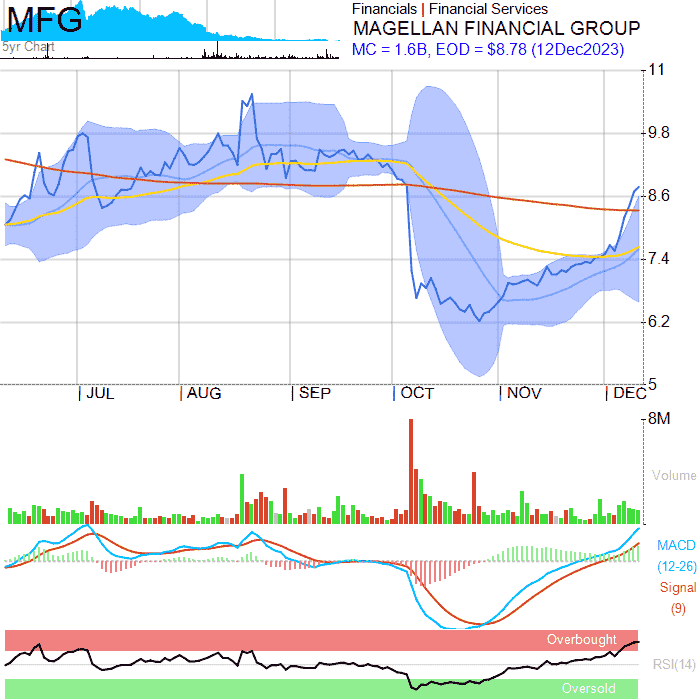 MFG
5yr Chart
Financials | Financial Services
MAGELLAN FINANCIAL GROUP
MC = 1.6B, EOD = $8.78 (12Dec2023)
11
9.8
8.6
7.4
6.2
5
| JUL | AUG | SEP | OCT | NOV | DEC
8M
Volume
MACD
(12-26)
Signal
(9)
Overbought
RSI(14)
Oversold